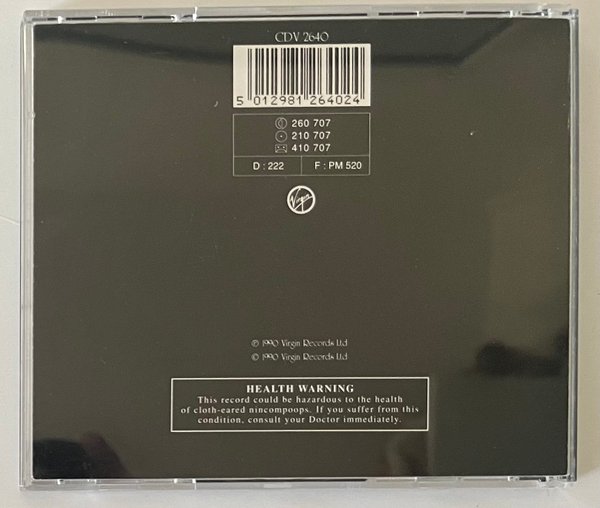 CDV 2640
5 012981 264024
260 707
210 707
410 707
D : 222 F : PM 520
Virgin
℗ 1990 Virgin Records Ltd
© 1990 Virgin Records Ltd
HEALTH WARNING
This record could be hazardous to the health
of cloth-eared nincompoops. If you suffer from this
condition, consult your Doctor immediately.